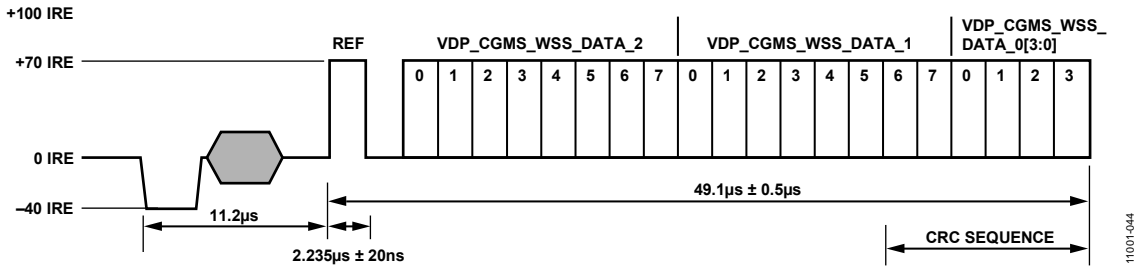 +100 IRE
VDP_CGMS_WSS_
DATA_0[3:0]
REF VDP_CGMS_WSS_DATA_2 VDP_CGMS_WSS_DATA_1
+70 IRE
0 1 2 3 4 5 6 7 0 1 2 3 4 5 6 7 0 1 2 3
0 IRE
49.1µs ± 0.5µs
–40 IRE
11.2µs
CRC SEQUENCE
2.235µs ± 20ns
11001-044